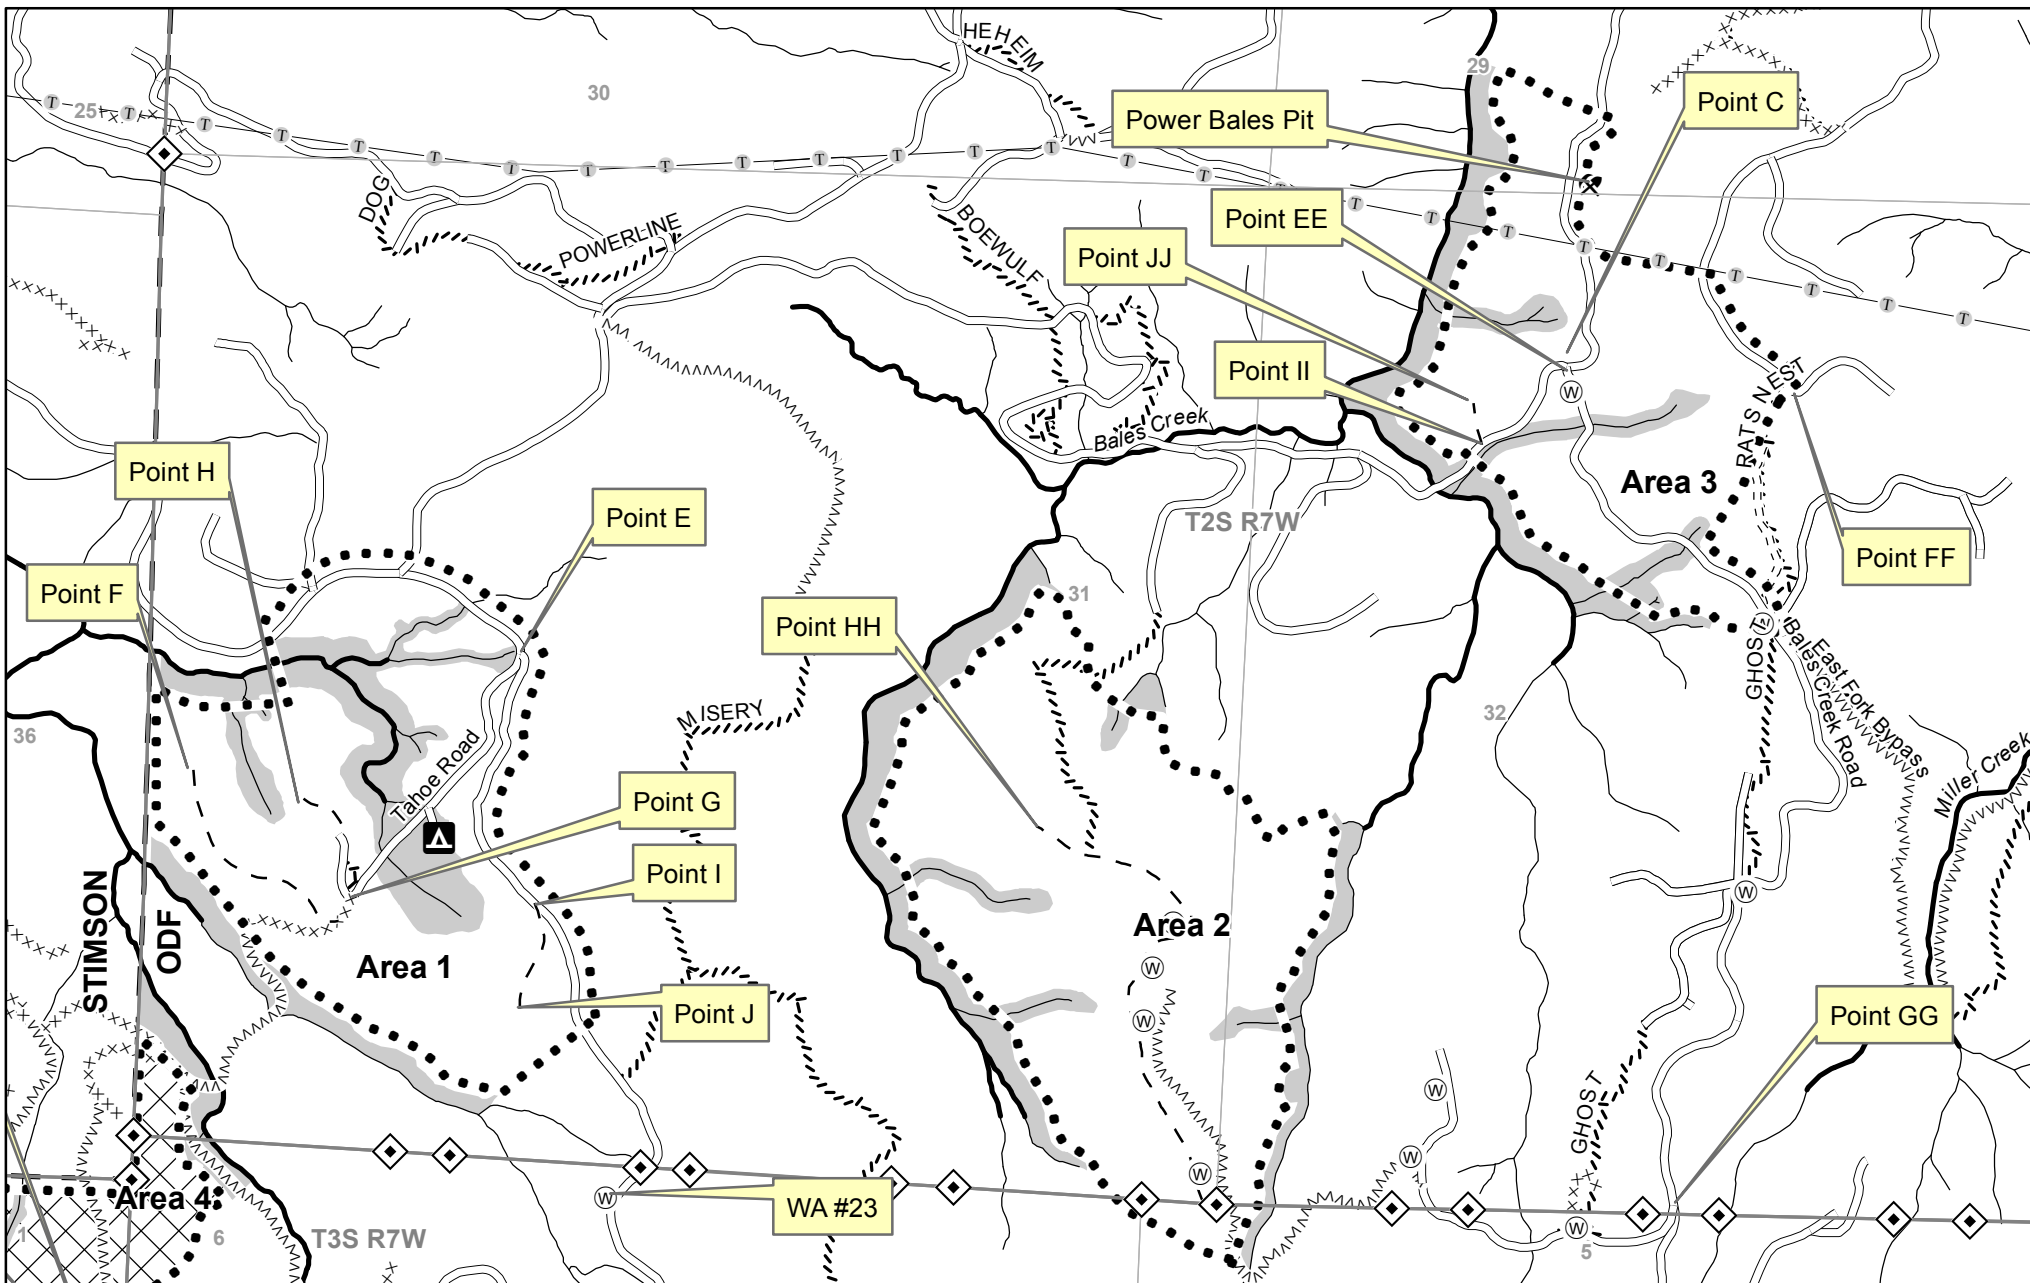 HEHEIM
29
25
30
Point C
Power Bales Pit
DOG
POWERLINE
BOEWULF
Point EE
Point JJ
Point II
RATS NEST
Bales Creek
Point H
Area 3
Point E
T2S R7W
Point FF
Point F
31
Point HH
GHOST
Bales Creek Road
East Fork Bypass
MISERY
32
36
Tahoe Road
Miller Creek
Point G
Point I
STIMSON
ODF
Area 2
Area 1
Point J
Point GG
GHOST
Area 4
WA #23
1
6
T3S R7W
5
T T T T T T T T T T T T T T T T T T T T T T T T T
W W W W W W W W W W W